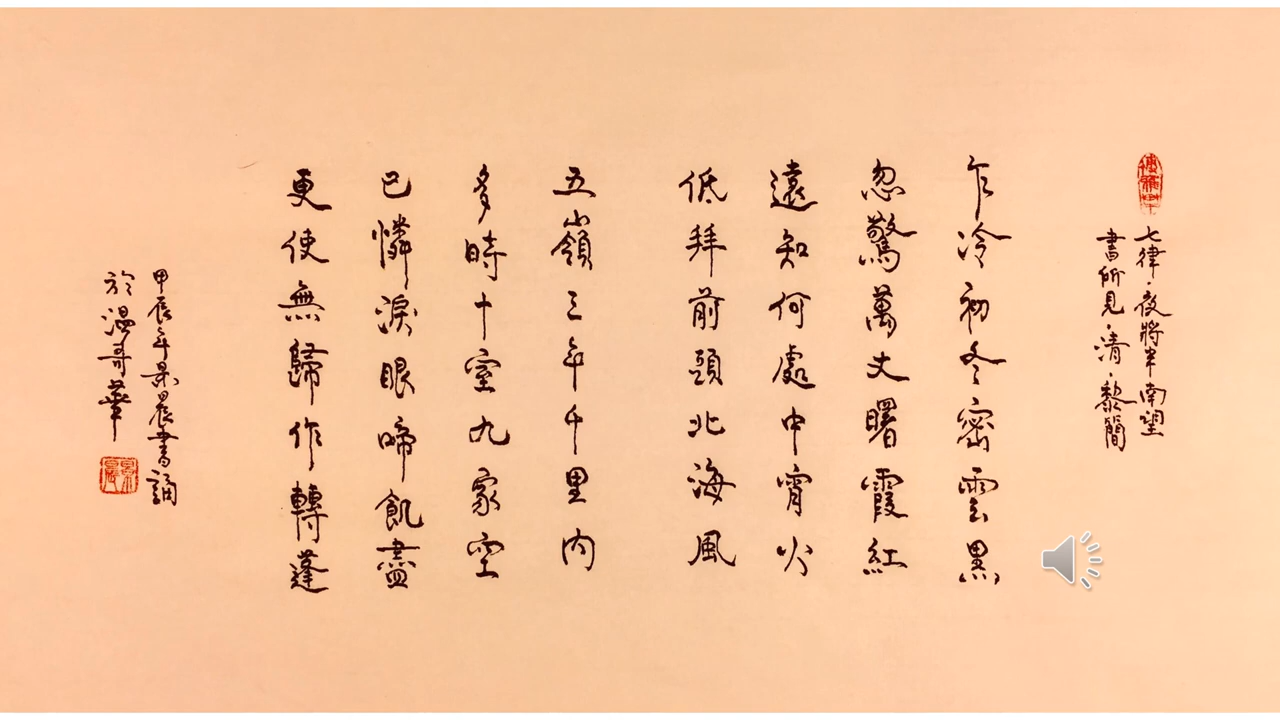 七律·夜將半南望
書所見·清·黎簡
乍冷初冬密雲黑
忽驚萬丈曙霞紅
遠知何處中宵火
低拜前頭北海風
五嶺三年千里內
多時十室九家空
已憐淚眼啼飢盡
更使無歸作轉蓬
甲辰年景晨書誦
於溫哥華